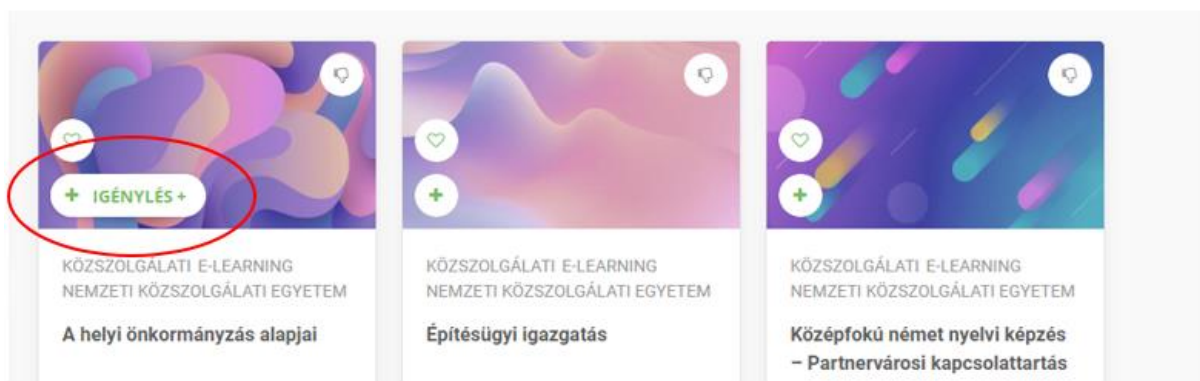 + IGÉNYLÉS +
KÖZSZOLGÁLATI E-LEARNING
NEMZETI KÖZSZOLGÁLATI EGYETEM
A helyi önkormányzás alapjai
KÖZSZOLGÁLATI E-LEARNING
NEMZETI KÖZSZOLGÁLATI EGYETEM
Építésügyi igazgatás
KÖZSZOLGÁLATI E-LEARNING
NEMZETI KÖZSZOLGÁLATI EGYETEM
Középfokú német nyelvi képzés
– Partnervárosi kapcsolattartás